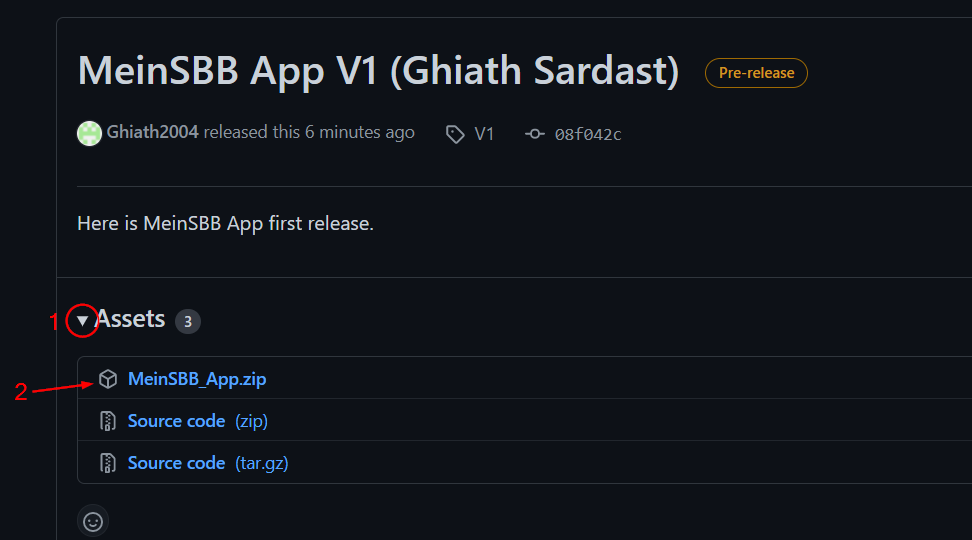 MeinSBB App V1 (Ghiath Sardast) Pre-release
Ghiath2004 released this 6 minutes ago V1 08f042c
Here is MeinSBB App first release.
1 Assets 3
2 MeinSBB_App.zip
Source code (zip)
Source code (tar.gz)